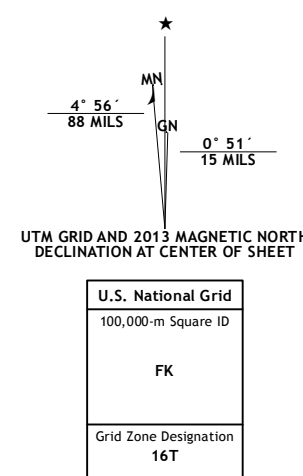 ★
MN
GN
4° 56´
88 MILS
0° 51´
15 MILS
UTM GRID AND 2013 MAGNETIC NORTH
DECLINATION AT CENTER OF SHEET
U.S. National Grid
100,000-m Square ID
FK
Grid Zone Designation
16T